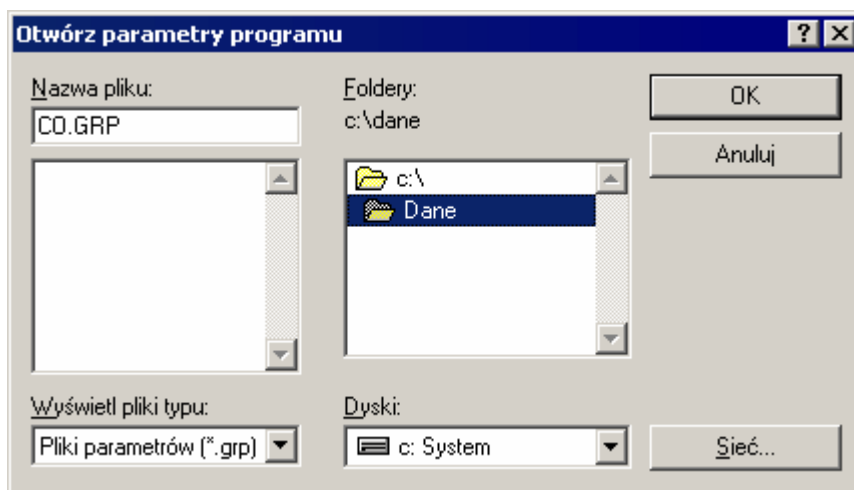 Otwórz parametry programu
Nazwa pliku:
CO.GRP
Foldery:
c:\dane
c:\
Dane
OK
Anuluj
Wyświetl pliki typu:
Pliki parametrów (*.grp)
Dyski:
c: System
Sieć...